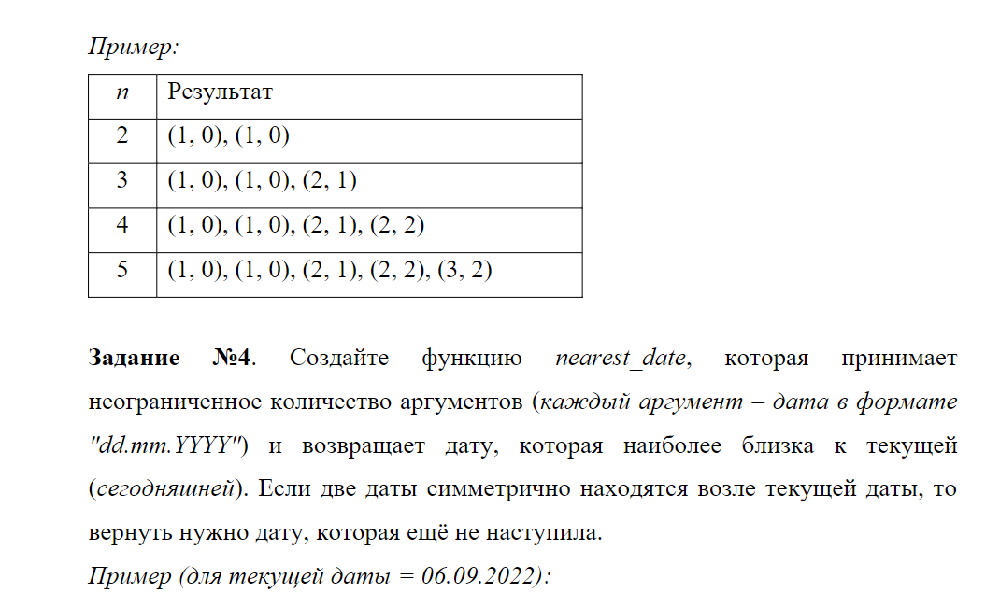 Пример:
n Результат
2 (1, 0), (1, 0)
3 (1, 0), (1, 0), (2, 1)
4 (1, 0), (1, 0), (2, 1), (2, 2)
5 (1, 0), (1, 0), (2, 1), (2, 2), (3, 2)
Задание №4. Создайте функцию nearest_date, которая принимает
неограниченное количество аргументов (каждый аргумент – дата в формате
"dd.mm.YYYY") и возвращает дату, которая наиболее близка к текущей
(сегодняшней). Если две даты симметрично находятся возле текущей даты, то
вернуть нужно дату, которая ещё не наступила.
Пример (для текущей даты = 06.09.2022):